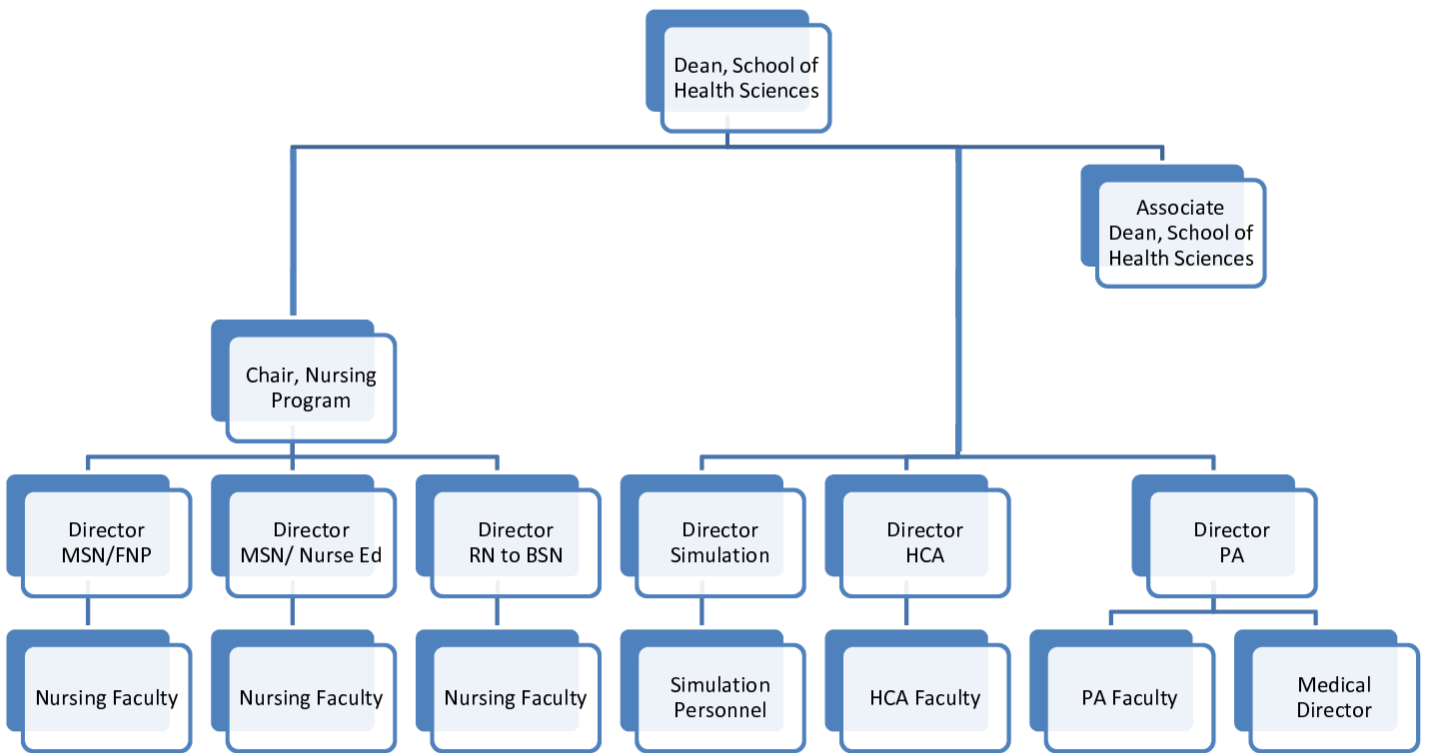 Dean, School of
Health Sciences
Associate
Dean, School of
Health Sciences
Chair, Nursing
Program
Director
MSN/FNP
Director
MSN/ Nurse Ed
Director
RN to BSN
Director
Simulation
Director
HCA
Director
PA
Nursing Faculty
Nursing Faculty
Nursing Faculty
Simulation
Personnel
HCA Faculty
PA Faculty
Medical
Director